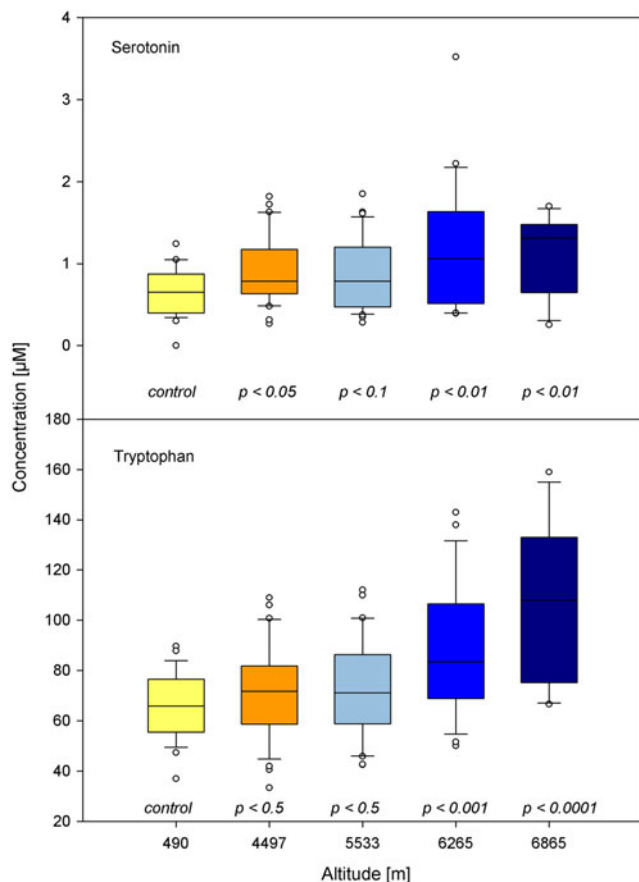 4
Serotonin
3
2
1
0
control p < 0.05 p < 0.1 p < 0.01 p < 0.01
Concentration [µM]
180
Tryptophan
160
140
120
100
80
60
40
20
control p < 0.5 p < 0.5 p < 0.001 p < 0.0001
490 4497 5533 6265 6865
Altitude [m]